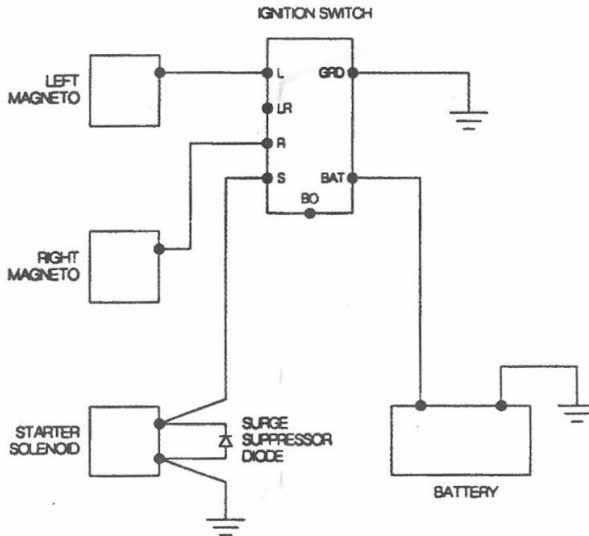 IGNITION SWITCH
LEFT
MAGNETO
L
GRD
LR
R
S
BAT
BO
RIGHT
MAGNETO
STARTER
SOLENOID
SURGE
SUPPRESSOR
DIODE
BATTERY